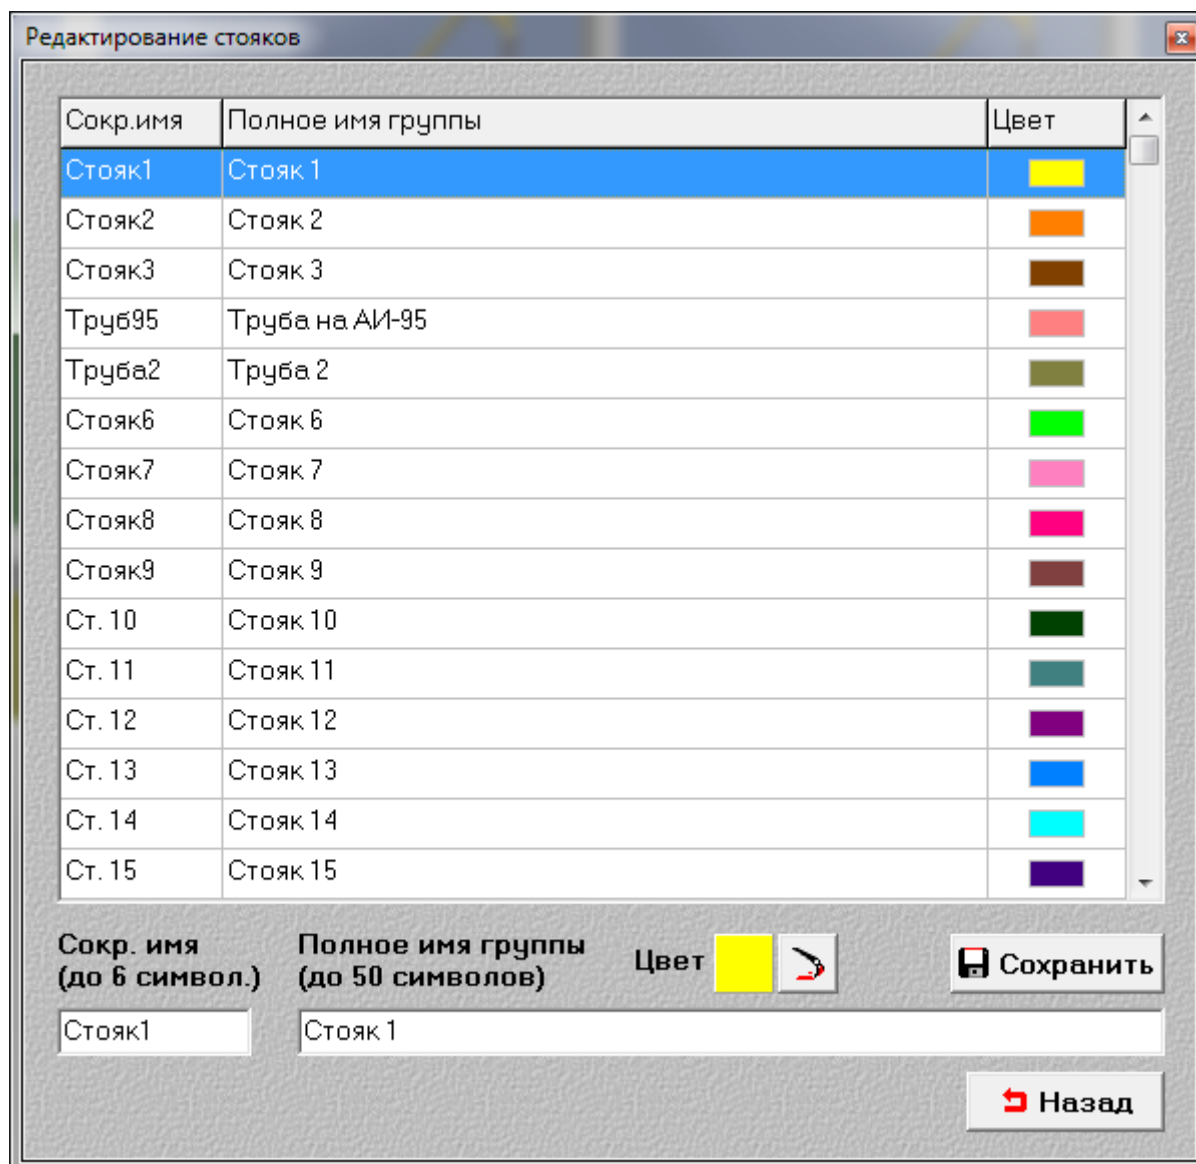 Редактирование стояков
Сокр.имя Полное имя группы Цвет
Стояк1 Стояк 1
Стояк2 Стояк 2
Стояк3 Стояк 3
Труб95 Труба на АИ-95
Труба2 Труба 2
Стояк6 Стояк 6
Стояк7 Стояк 7
Стояк8 Стояк 8
Стояк9 Стояк 9
Ст. 10 Стояк 10
Ст. 11 Стояк 11
Ст. 12 Стояк 12
Ст. 13 Стояк 13
Ст. 14 Стояк 14
Ст. 15 Стояк 15
Сокр. имя
(до 6 символ.)
Полное имя группы
(до 50 символов)
Цвет
Сохранить
Стояк1 Стояк 1
Назад